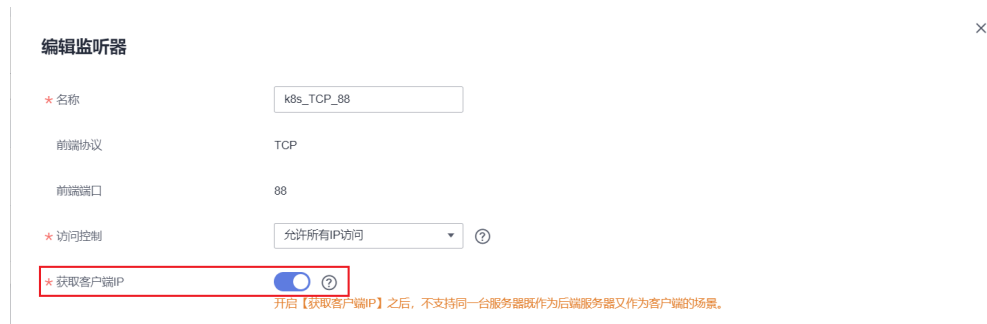 编辑监听器
* 名称 k8s_TCP_88
前端协议 TCP
前端端口 88
* 访问控制 允许所有IP访问
* 获取客户端IP
开启【获取客户端IP】之后，不支持同一台服务器既作为后端服务器又作为客户端的场景。